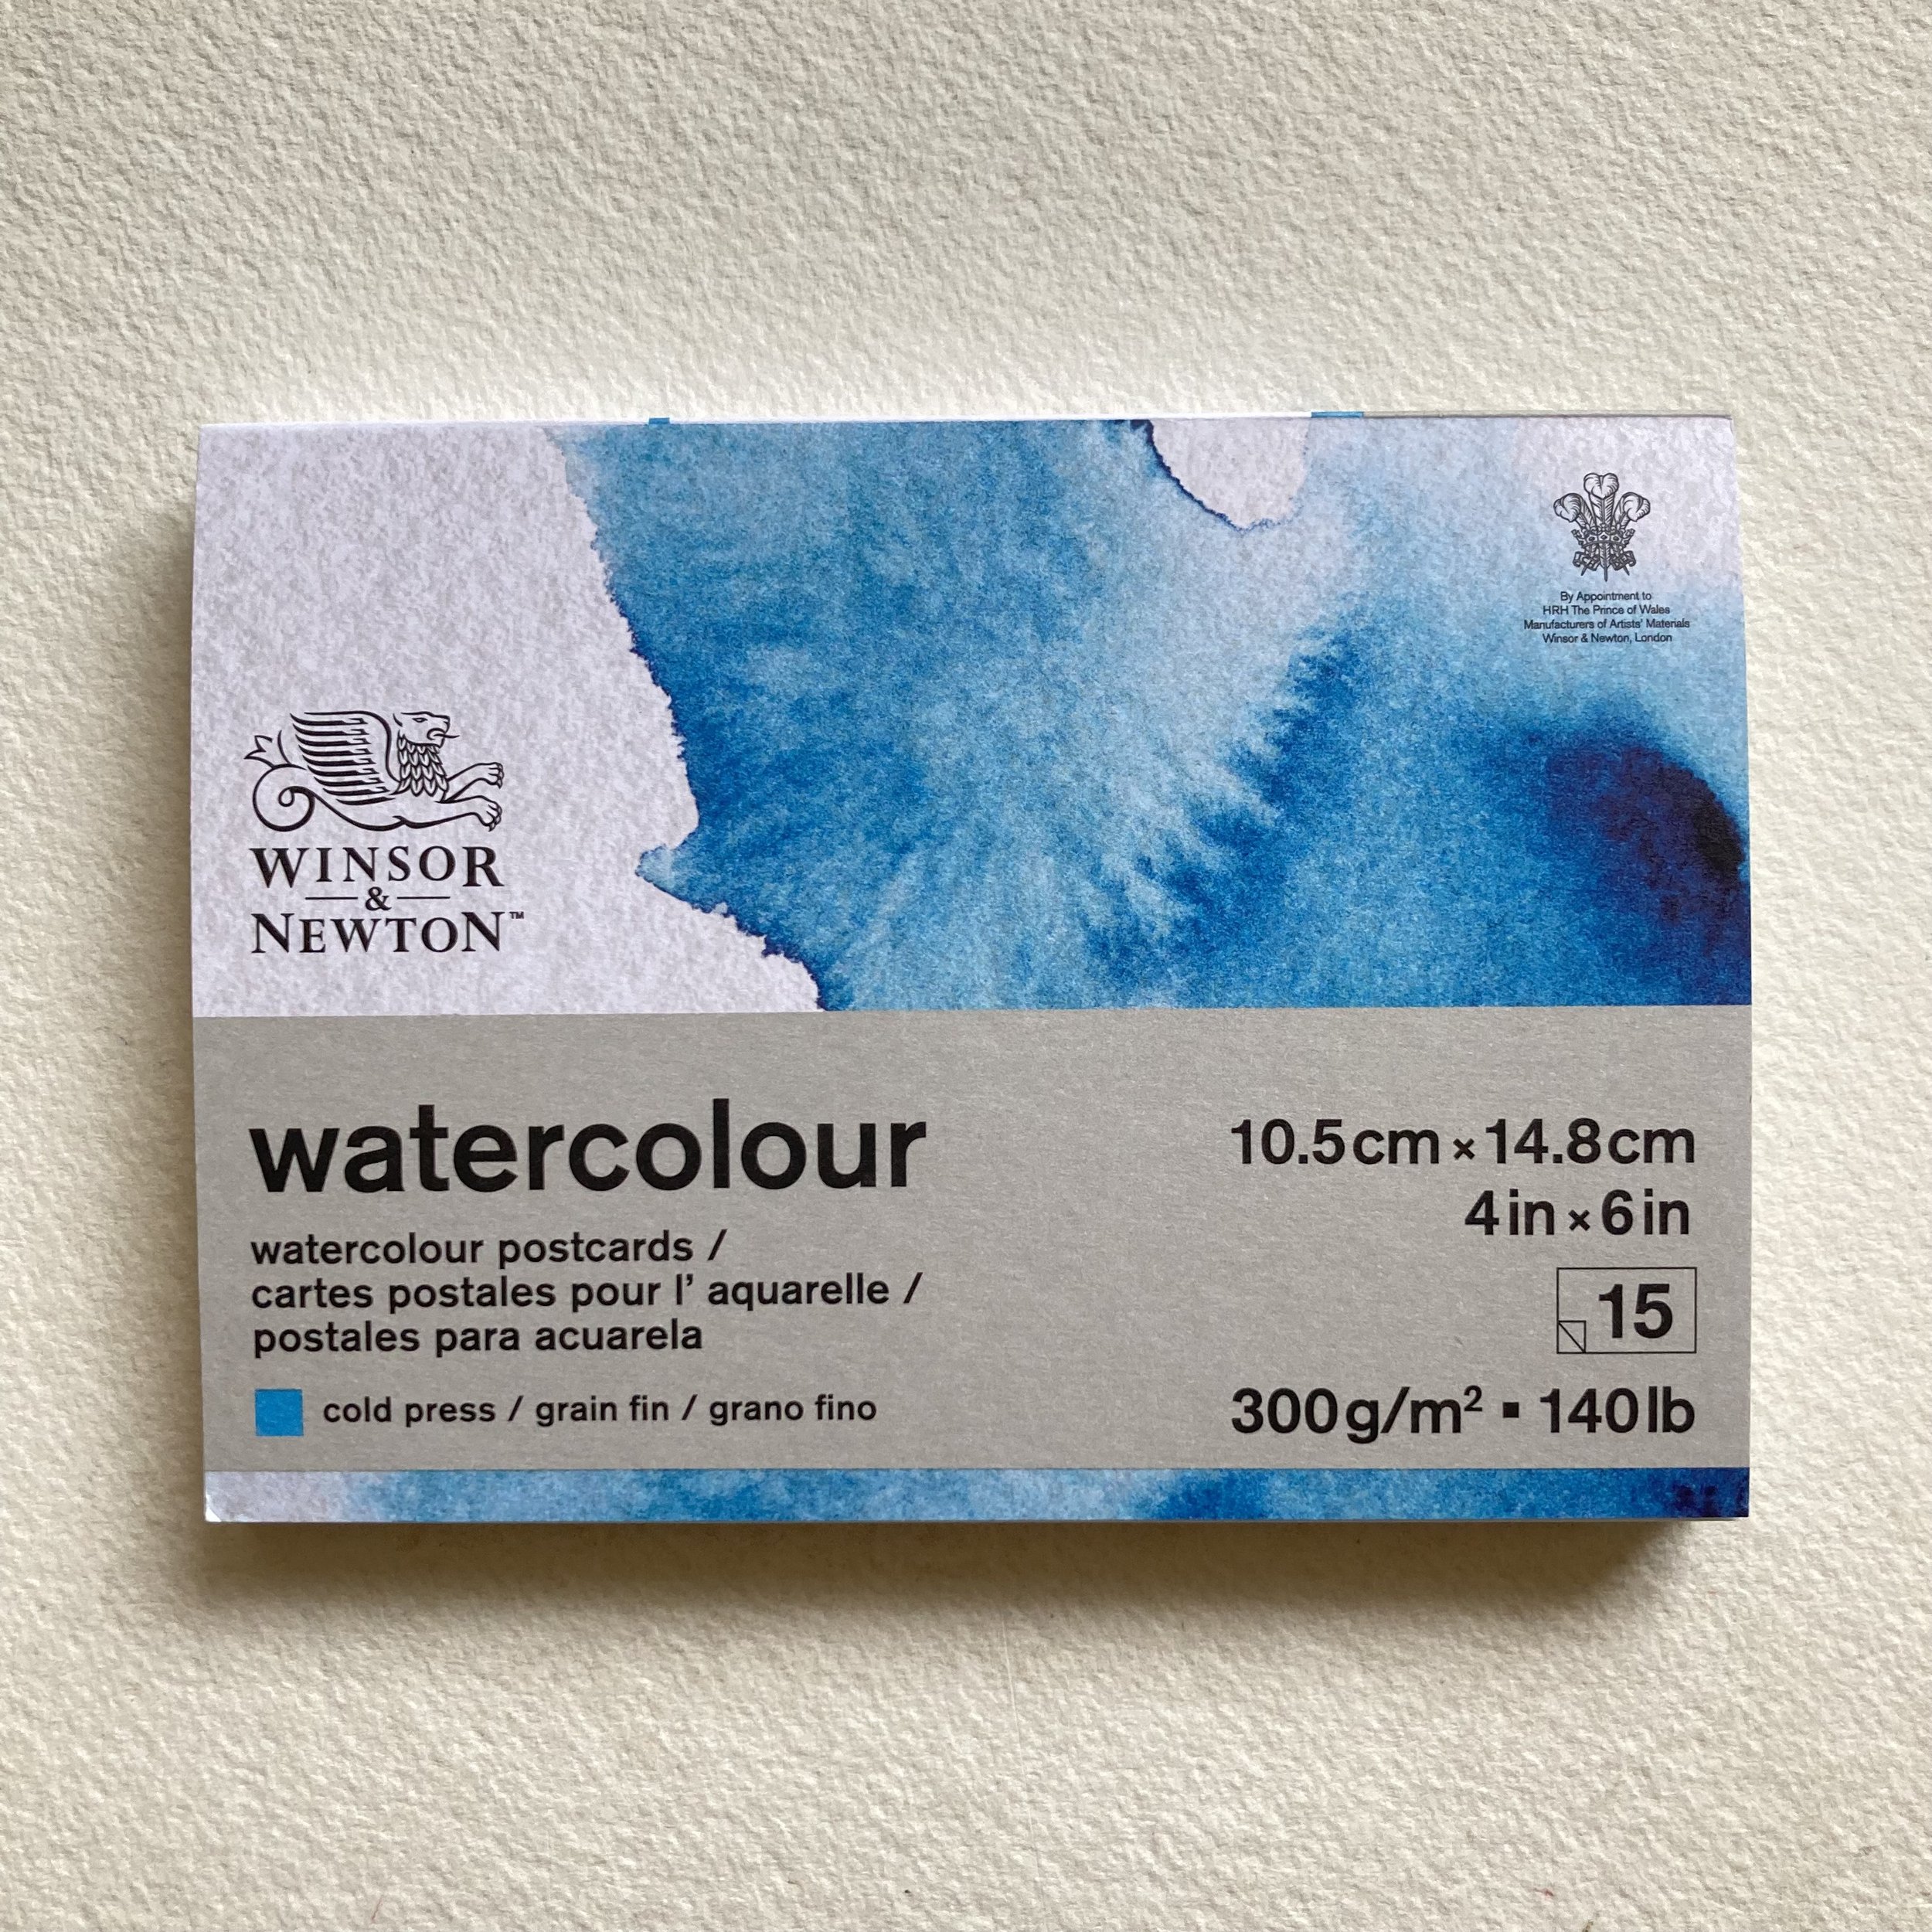 By Appointment to
HRH The Prince of Wales
Manufacturers of Artists' Materials
Winsor & Newton, London
WINSOR
&
NEWTON™
watercolour
watercolour postcards /
cartes postales pour l' aquarelle /
postales para acuarela
cold press / grain fin / grano fino
10.5cm × 14.8cm
4in × 6in
15
300g/m² ▪ 140lb